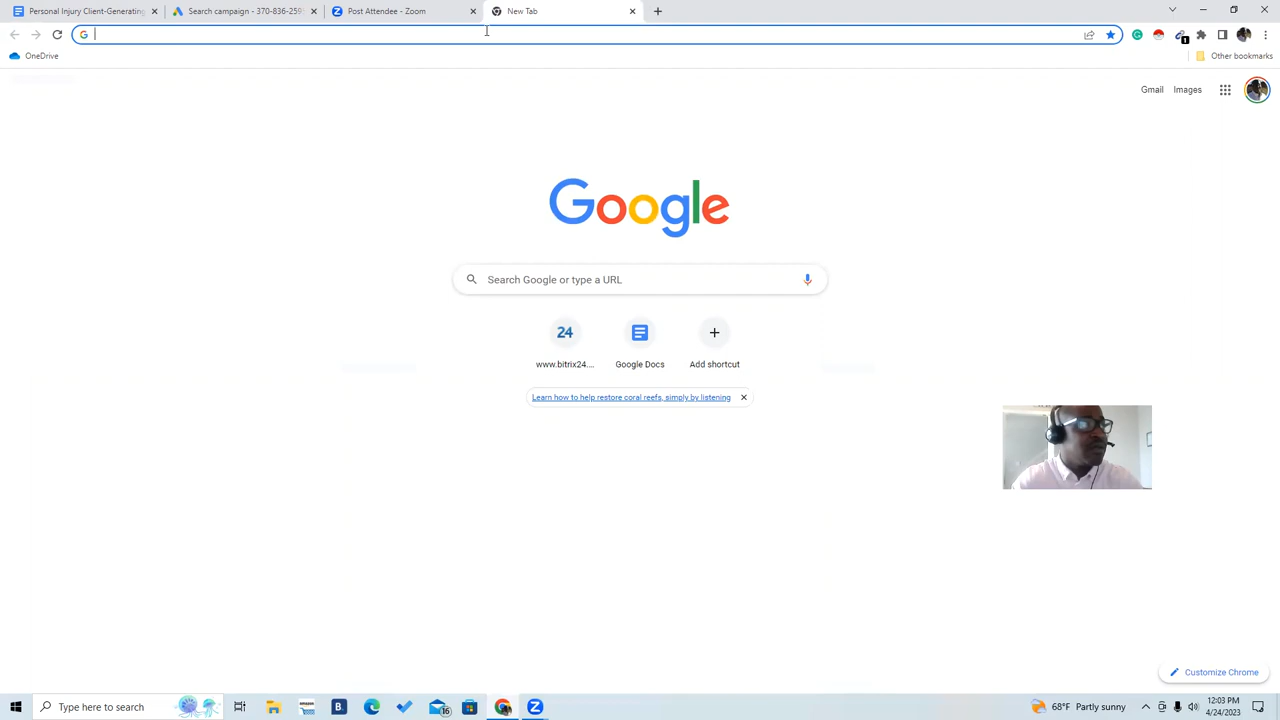 Personal Injury Client-Generating
Search campaign - 370-836-259
Post Attendee - Zoom
New Tab
OneDrive
Other bookmarks
Gmail
Images
Google
Search Google or type a URL
24
www.bitrix24....
Google Docs
Add shortcut
Learn how to help restore coral reefs, simply by listening
Customize Chrome
Type here to search
amazon
B.
16
68°F Partly sunny
12:03 PM
4/24/2023